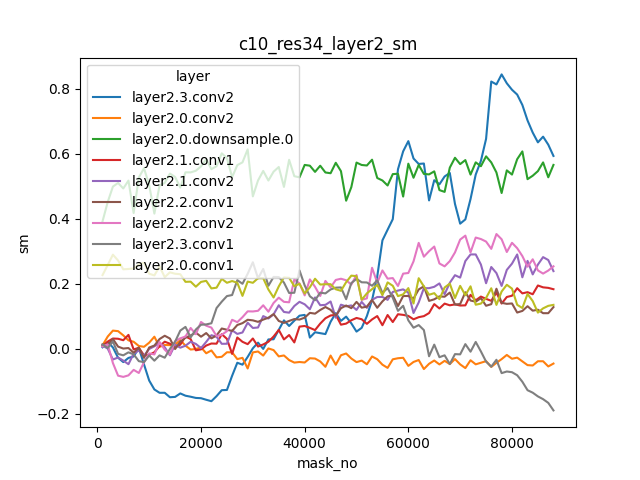 c10_res34_layer2_sm
layer
layer2.3.conv2
layer2.0.conv2
layer2.0.downsample.0
layer2.1.conv1
layer2.1.conv2
layer2.2.conv1
layer2.2.conv2
layer2.3.conv1
layer2.0.conv1
sm
0.8
0.6
0.4
0.2
0.0
−0.2
0
20000
40000
60000
80000
mask_no